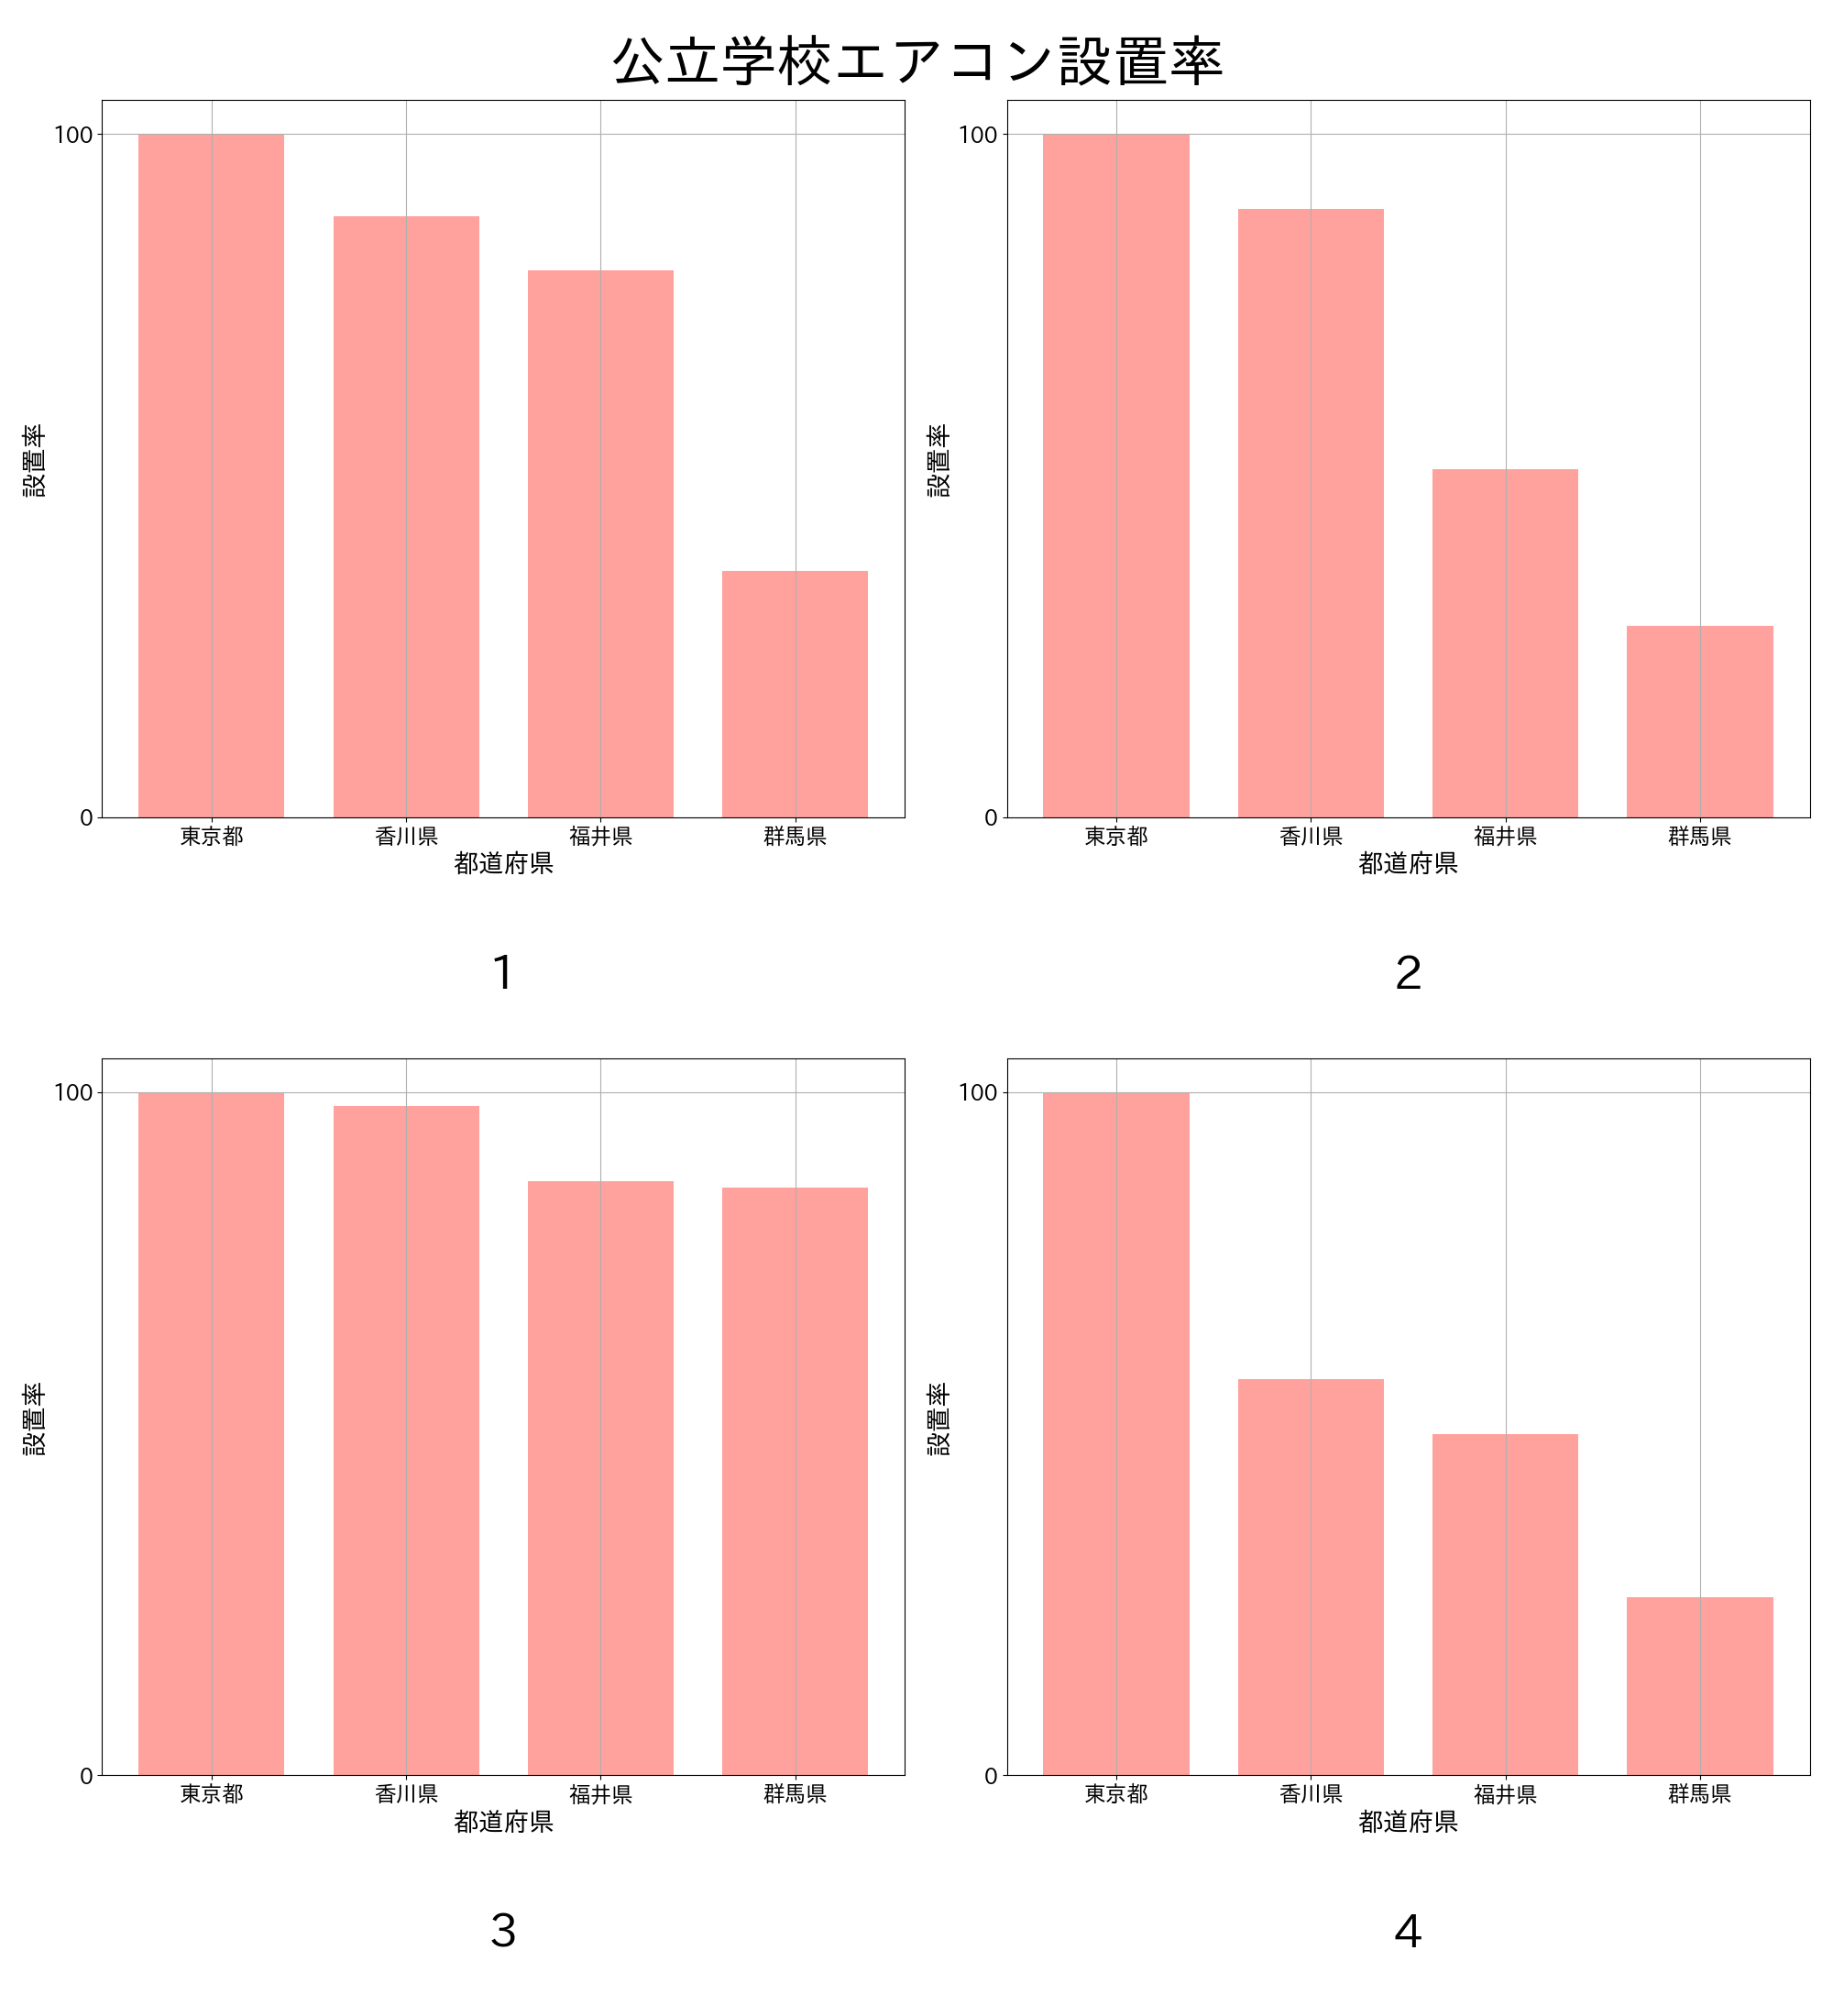 公立学校エアコン設置率
100
設置率
0
東京都 香川県 福井県 群馬県
都道府県
1
100
設置率
0
東京都 香川県 福井県 群馬県
都道府県
2
100
設置率
0
東京都 香川県 福井県 群馬県
都道府県
3
100
設置率
0
東京都 香川県 福井県 群馬県
都道府県
4